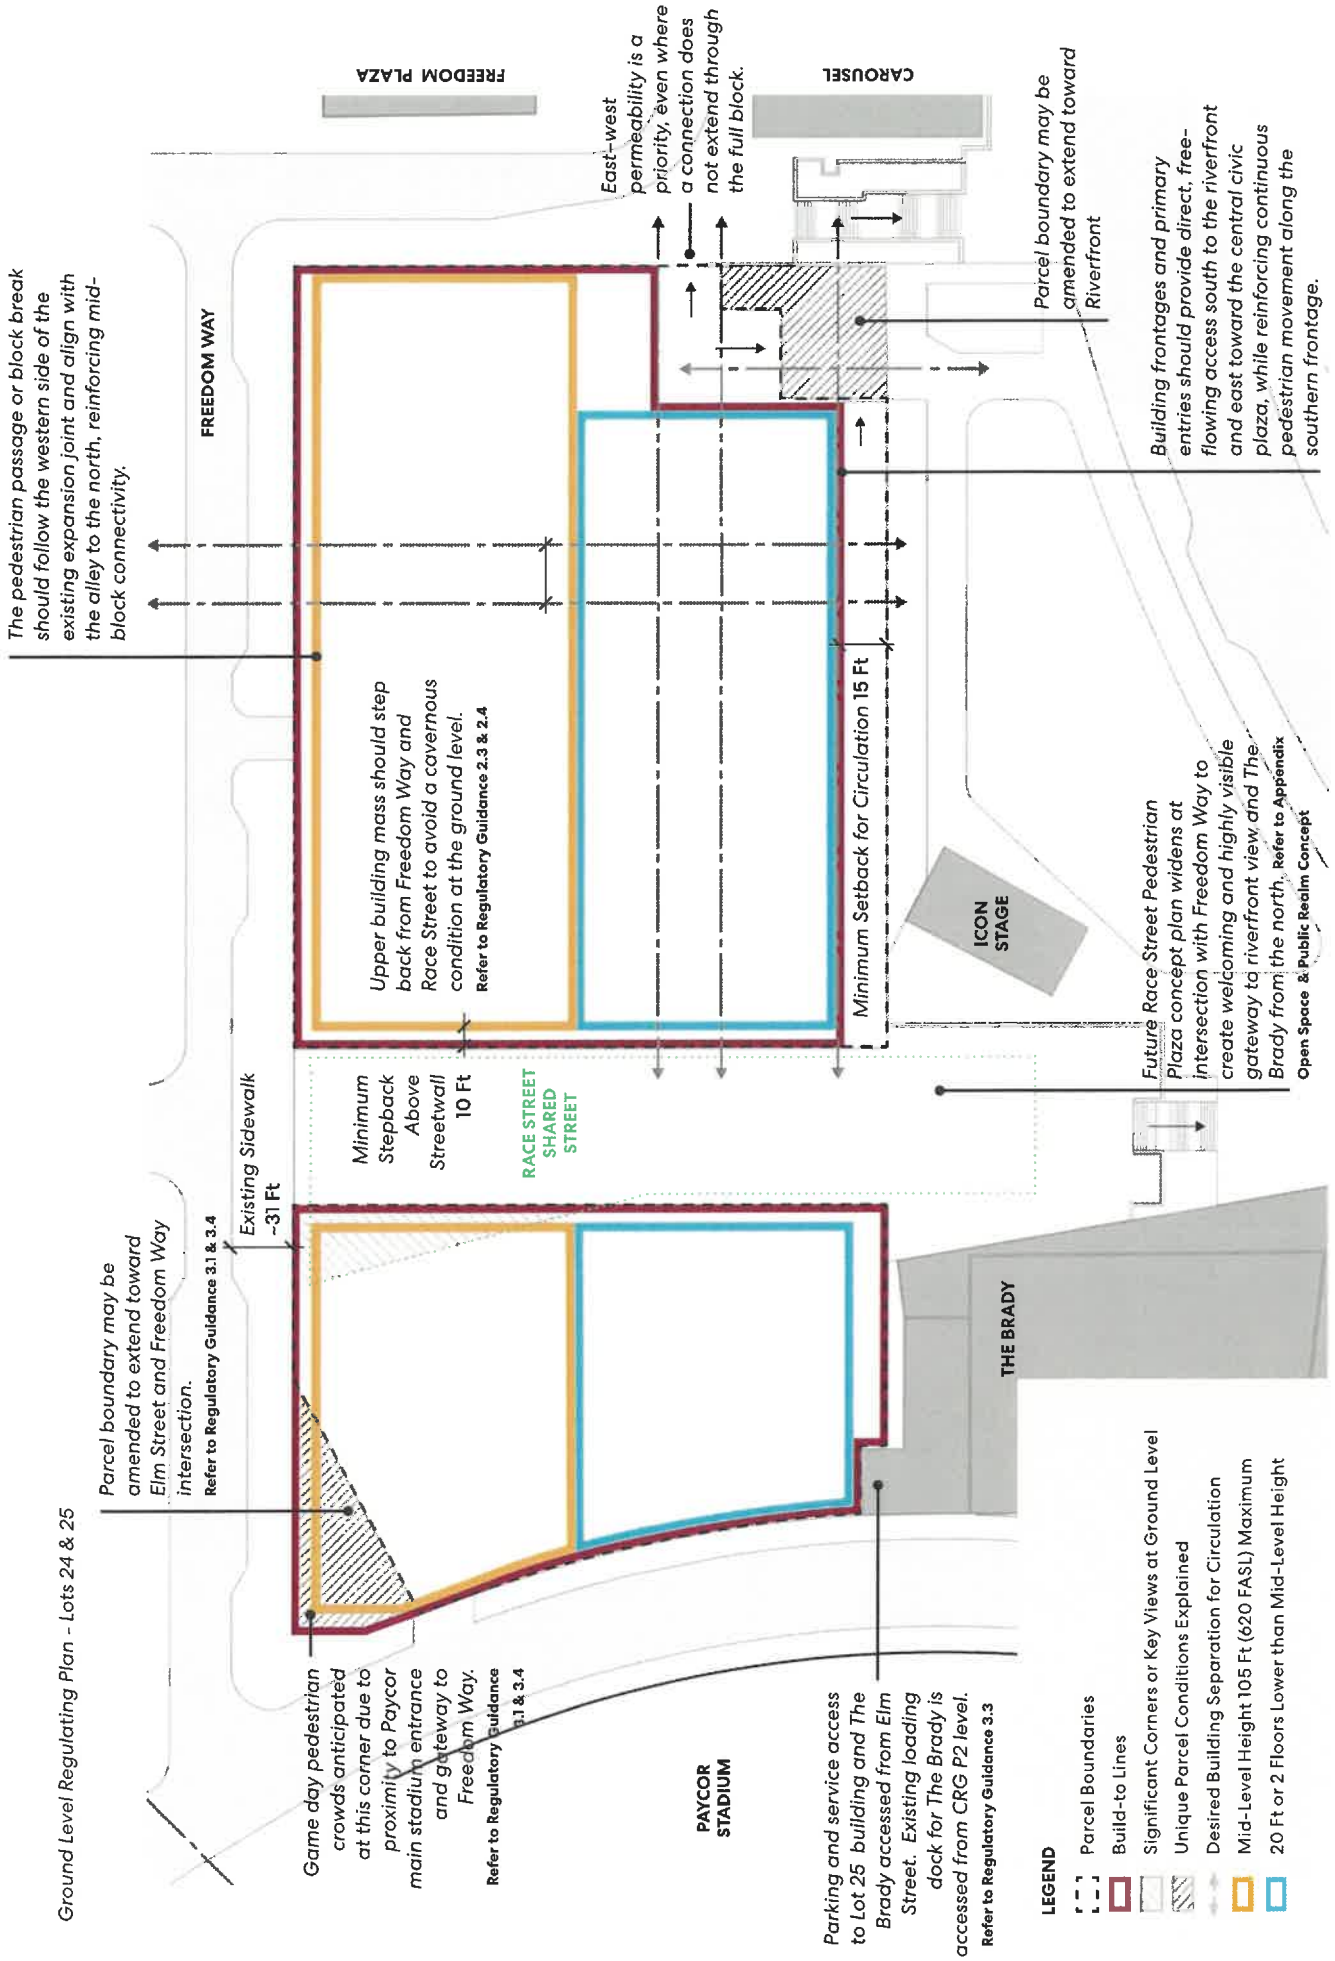 Ground Level Regulating Plan - Lots 24 & 25
Parcel boundary may be
amended to extend toward
Elm Street and Freedom Way
intersection.
Refer to Regulatory Guidance 3.1 & 3.4
The pedestrian passage or block break
should follow the western side of the
existing expansion joint and align with
the alley to the north, reinforcing mid-
block connectivity.
FREEDOM WAY
Existing Sidewalk
~31 Ft
Game day pedestrian
crowds anticipated
at this corner due to
proximity to Paycor
main stadium entrance
and gateway to
Freedom Way.
Refer to Regulatory Guidance
3.1 & 3.4
Minimum
Stepback
Above
Streetwall
10 Ft
RACE STREET
SHARED
STREET
Upper building mass should step
back from Freedom Way and
Race Street to avoid a cavernous
condition at the ground level.
Refer to Regulatory Guidance 2.3 & 2.4
FREEDOM PLAZA
East–west
permeability is a
priority, even where
a connection does
not extend through
the full block.
CAROUSEL
PAYCOR
STADIUM
Minimum Setback for Circulation 15 Ft
Parking and service access
to Lot 25 building and The
Brady accessed from Elm
Street. Existing loading
dock for The Brady is
accessed from CRG P2 level.
Refer to Regulatory Guidance 3.3
THE BRADY
ICON
STAGE
Parcel boundary may be
amended to extend toward
Riverfront
Future Race Street Pedestrian
Plaza concept plan widens at
intersection with Freedom Way to
create welcoming and highly visible
gateway to riverfront view and The
Brady from the north. Refer to Appendix
Open Space & Public Realm Concept
Building frontages and primary
entries should provide direct, free-
flowing access south to the riverfront
and east toward the central civic
plaza, while reinforcing continuous
pedestrian movement along the
southern frontage.
LEGEND
Parcel Boundaries
Build-to Lines
Significant Corners or Key Views at Ground Level
Unique Parcel Conditions Explained
Desired Building Separation for Circulation
Mid-Level Height 105 Ft (620 FASL) Maximum
20 Ft or 2 Floors Lower than Mid-Level Height